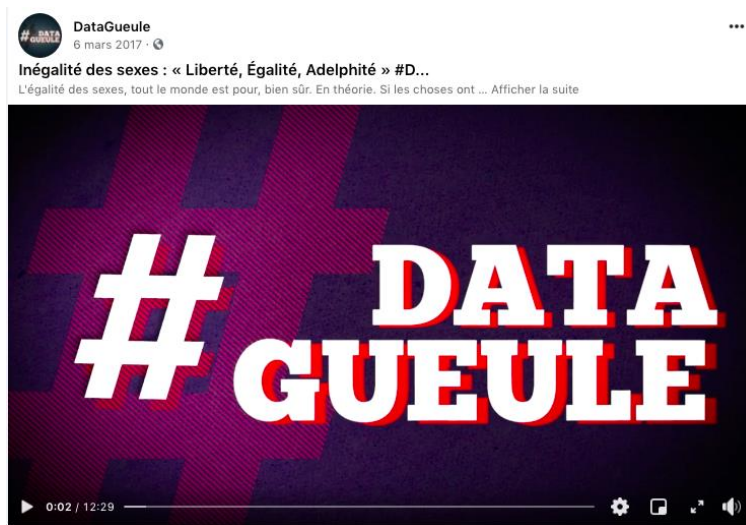 DataGueule
6 mars 2017 ·
Inégalité des sexes : « Liberté, Égalité, Adelphité » #D...
L'égalité des sexes, tout le monde est pour, bien sûr. En théorie. Si les choses ont ... Afficher la suite
# DATA
GUEULE
0:02 / 12:29